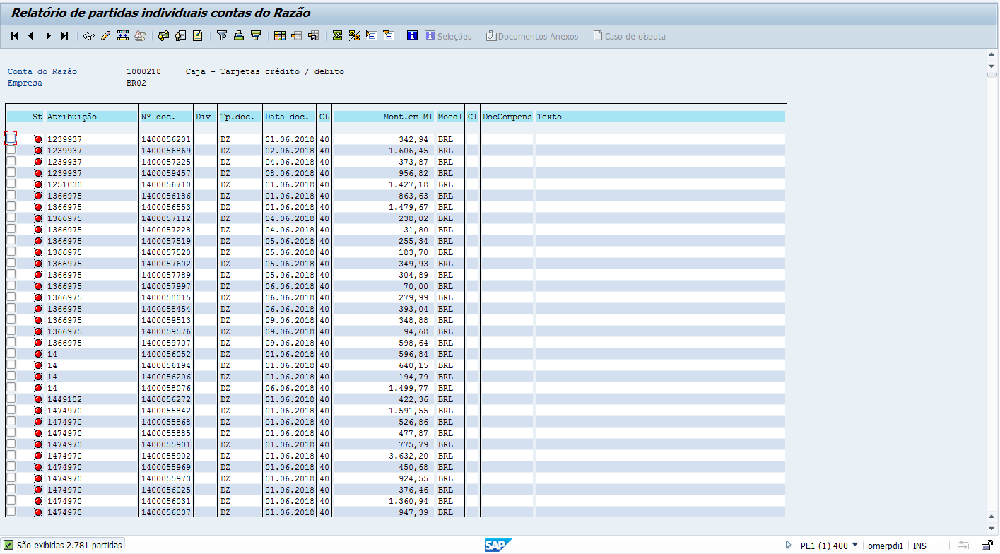 Relatório de partidas individuais contas do Razão
Seleções Documentos Anexos Caso de disputa
Conta do Razão 1000218 Caja - Tarjetas crédito / debito
Empresa BR02
St Atribuição Nº doc. Div Tp.doc. Data doc. CL Mont.em MI MoedI CI DocCompens Texto
1239937 1400056201 DZ 01.06.2018 40 342,94 BRL
1239937 1400056869 DZ 02.06.2018 40 1.606,45 BRL
1239937 1400057225 DZ 04.06.2018 40 373,87 BRL
1239937 1400059457 DZ 08.06.2018 40 956,82 BRL
1251030 1400056710 DZ 01.06.2018 40 1.427,18 BRL
1366975 1400056186 DZ 01.06.2018 40 863,63 BRL
1366975 1400056553 DZ 01.06.2018 40 1.479,67 BRL
1366975 1400057112 DZ 04.06.2018 40 238,02 BRL
1366975 1400057228 DZ 04.06.2018 40 31,80 BRL
1366975 1400057519 DZ 05.06.2018 40 255,34 BRL
1366975 1400057520 DZ 05.06.2018 40 183,70 BRL
1366975 1400057602 DZ 05.06.2018 40 349,93 BRL
1366975 1400057789 DZ 05.06.2018 40 304,89 BRL
1366975 1400057997 DZ 06.06.2018 40 70,00 BRL
1366975 1400058015 DZ 06.06.2018 40 279,99 BRL
1366975 1400058454 DZ 06.06.2018 40 393,04 BRL
1366975 1400059513 DZ 09.06.2018 40 348,88 BRL
1366975 1400059576 DZ 09.06.2018 40 94,68 BRL
1366975 1400059707 DZ 09.06.2018 40 598,64 BRL
14 1400056052 DZ 01.06.2018 40 596,84 BRL
14 1400056194 DZ 01.06.2018 40 640,15 BRL
14 1400056206 DZ 01.06.2018 40 194,79 BRL
14 1400058076 DZ 06.06.2018 40 1.499,77 BRL
1449102 1400056272 DZ 01.06.2018 40 422,36 BRL
1474970 1400055842 DZ 01.06.2018 40 1.591,55 BRL
1474970 1400055868 DZ 01.06.2018 40 526,86 BRL
1474970 1400055885 DZ 01.06.2018 40 477,87 BRL
1474970 1400055901 DZ 01.06.2018 40 775,79 BRL
1474970 1400055902 DZ 01.06.2018 40 3.632,20 BRL
1474970 1400055969 DZ 01.06.2018 40 450,68 BRL
1474970 1400055973 DZ 01.06.2018 40 924,55 BRL
1474970 1400056025 DZ 01.06.2018 40 376,46 BRL
1474970 1400056031 DZ 01.06.2018 40 1.360,94 BRL
1474970 1400056037 DZ 01.06.2018 40 947,39 BRL
São exibidas 2.781 partidas SAP PE1 (1) 400 omerpdi1 INS